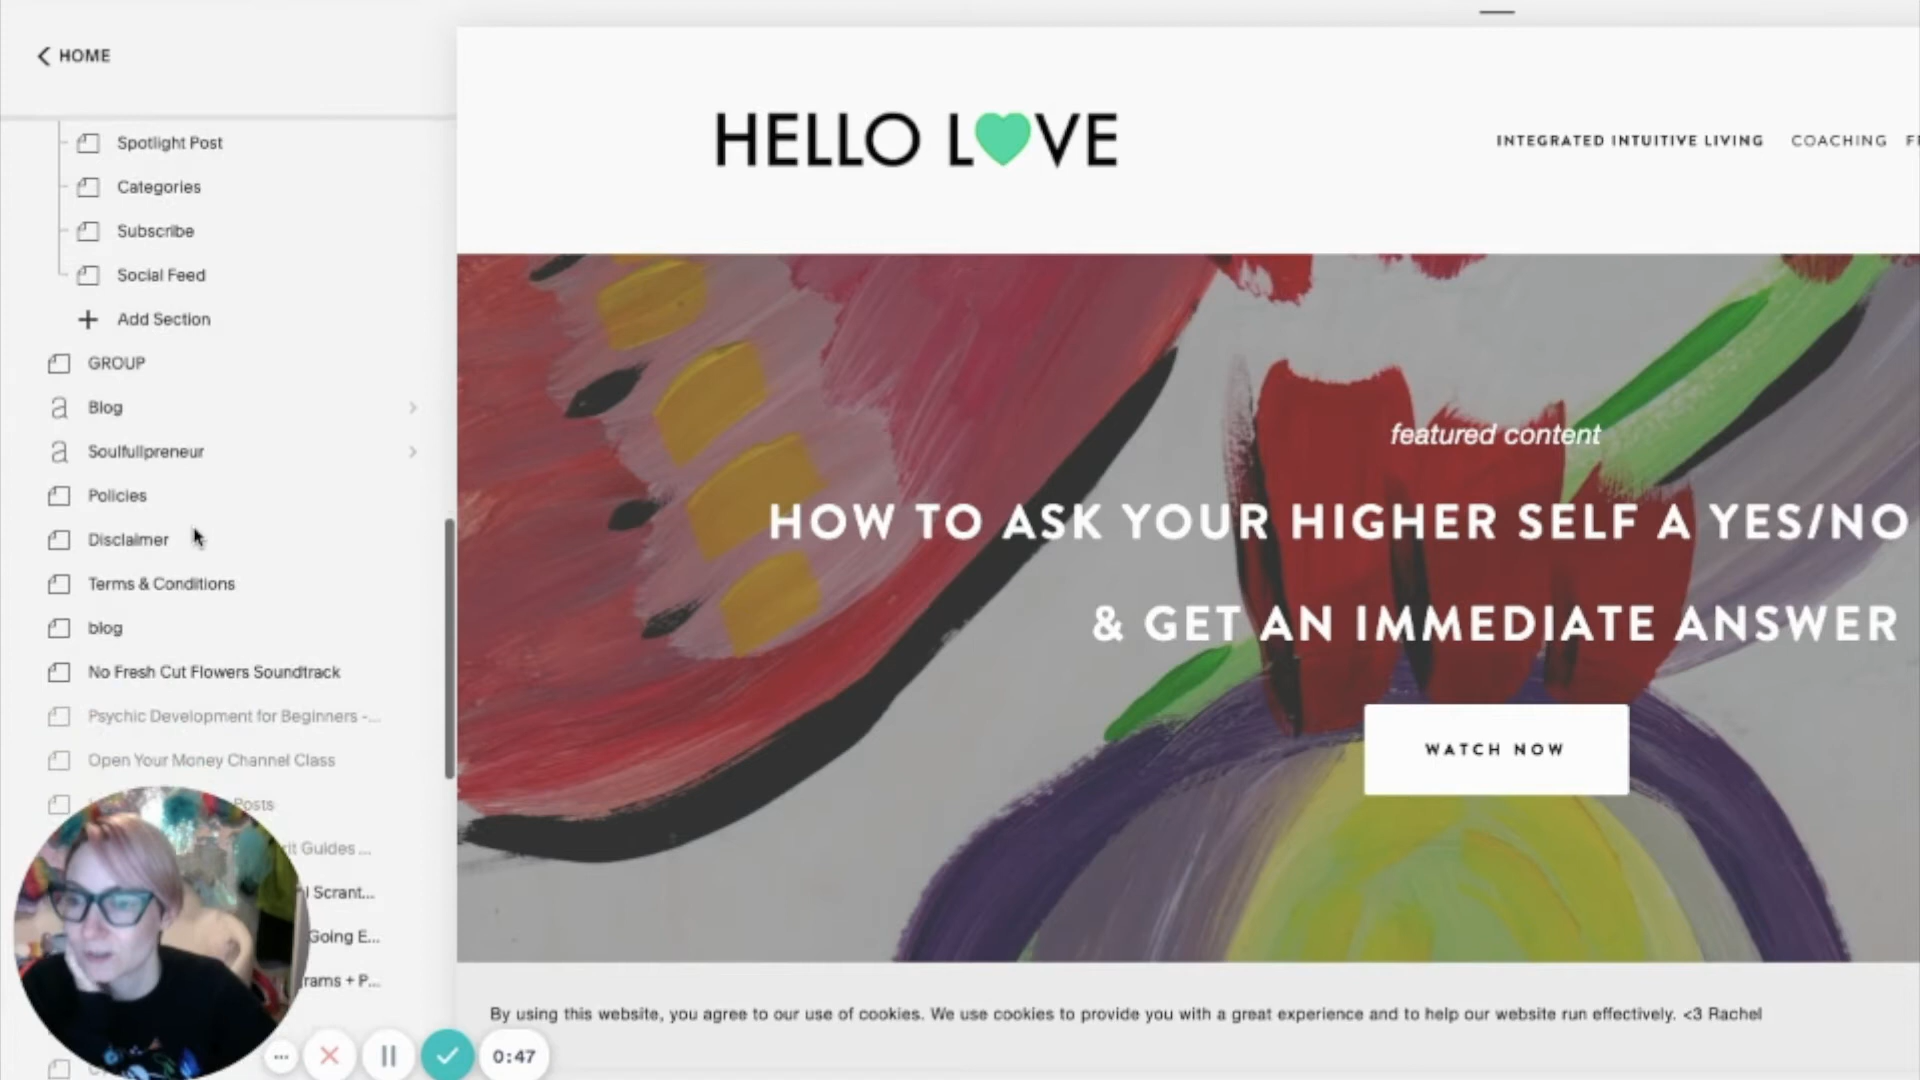 HOME
Spotlight Post
Categories
Subscribe
Social Feed
Add Section
GROUP
Blog
Soulfullpreneur
Policies
Disclaimer
Terms & Conditions
blog
No Fresh Cut Flowers Soundtrack
Psychic Development for Beginners -...
Open Your Money Channel Class
Posts
Guides ...
Scrant...
Going E...
+ P...
0:47
HELLO LOVE
INTEGRATED INTUITIVE LIVING COACHING
featured content
HOW TO ASK YOUR HIGHER SELF A YES/NO
& GET AN IMMEDIATE ANSWER
WATCH NOW
By using this website, you agree to our use of cookies. We use cookies to provide you with a great experience and to help our website run effectively. <3 Rachel